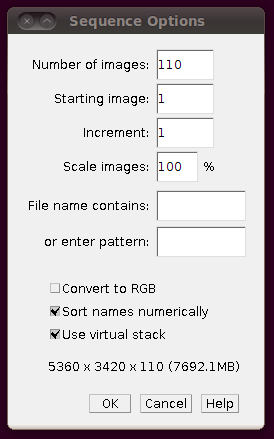 Sequence Options
Number of images: 110
Starting image: 1
Increment: 1
Scale images: 100 %
File name contains:
or enter pattern:
Convert to RGB
Sort names numerically
Use virtual stack
5360 x 3420 x 110 (7692.1MB)
OK Cancel Help